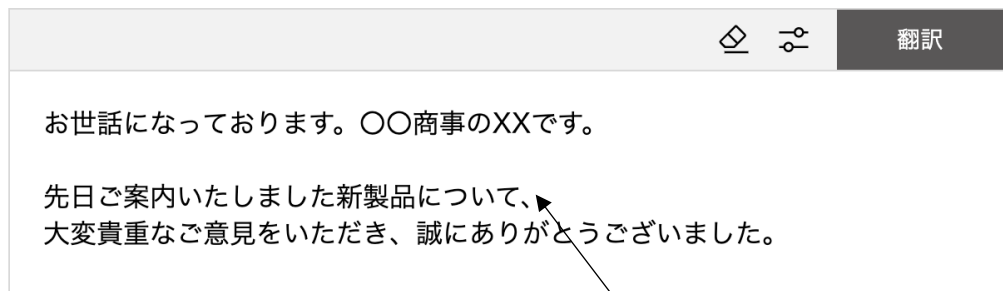 翻訳
お世話になっております。〇〇商事のXXです。
先日ご案内いたしました新製品について、
大変貴重なご意見をいただき、誠にありがとうございました。